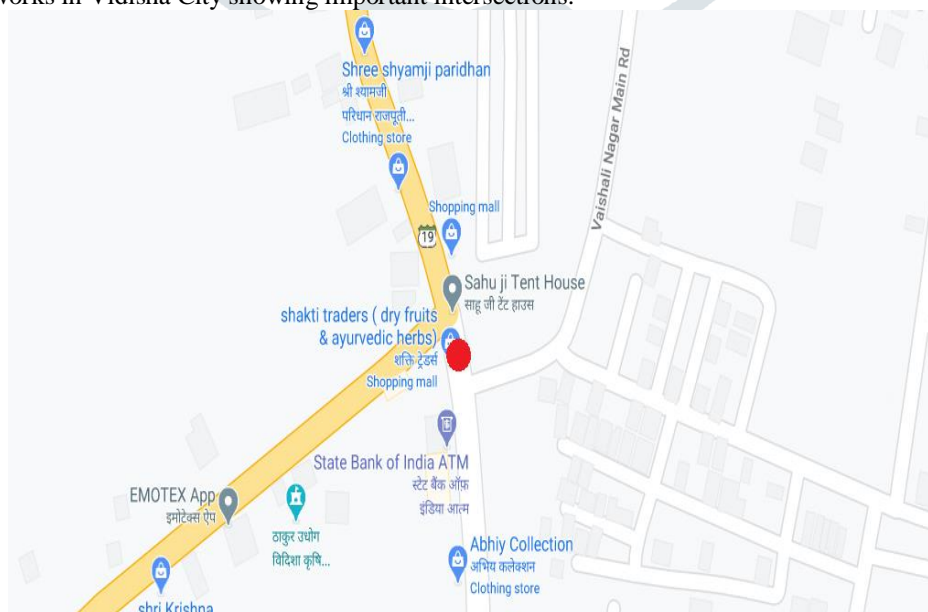 works in Vidisha City showing important intersections.
Shree shyamji paridhan
श्री श्यामजी
परिधान राजपूती...
Clothing store
Vaishali Nagar Main Rd
Shopping mall
19
Sahu ji Tent House
साहू जी टेंट हाउस
shakti traders ( dry fruits
& ayurvedic herbs)
शक्ति ट्रेडर्स
Shopping mall
State Bank of India ATM
स्टेट बैंक ऑफ़
इंडिया आत्म
EMOTEX App
इमोटेक्स ऐप
ठाकुर उधोग
विदिशा कृषि...
Abhiy Collection
अभिय कलेक्शन
Clothing store
shri Krishna